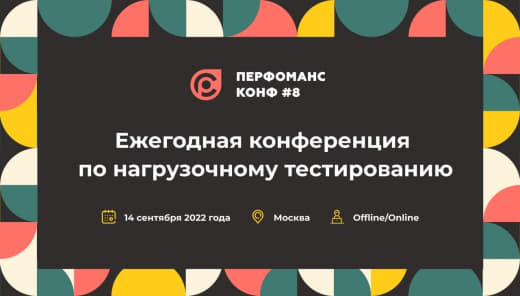 ПЕРФОМАНС
КОНФ #8
Ежегодная конференция
по нагрузочному тестированию
14 сентября 2022 года
Москва
Offline/Online